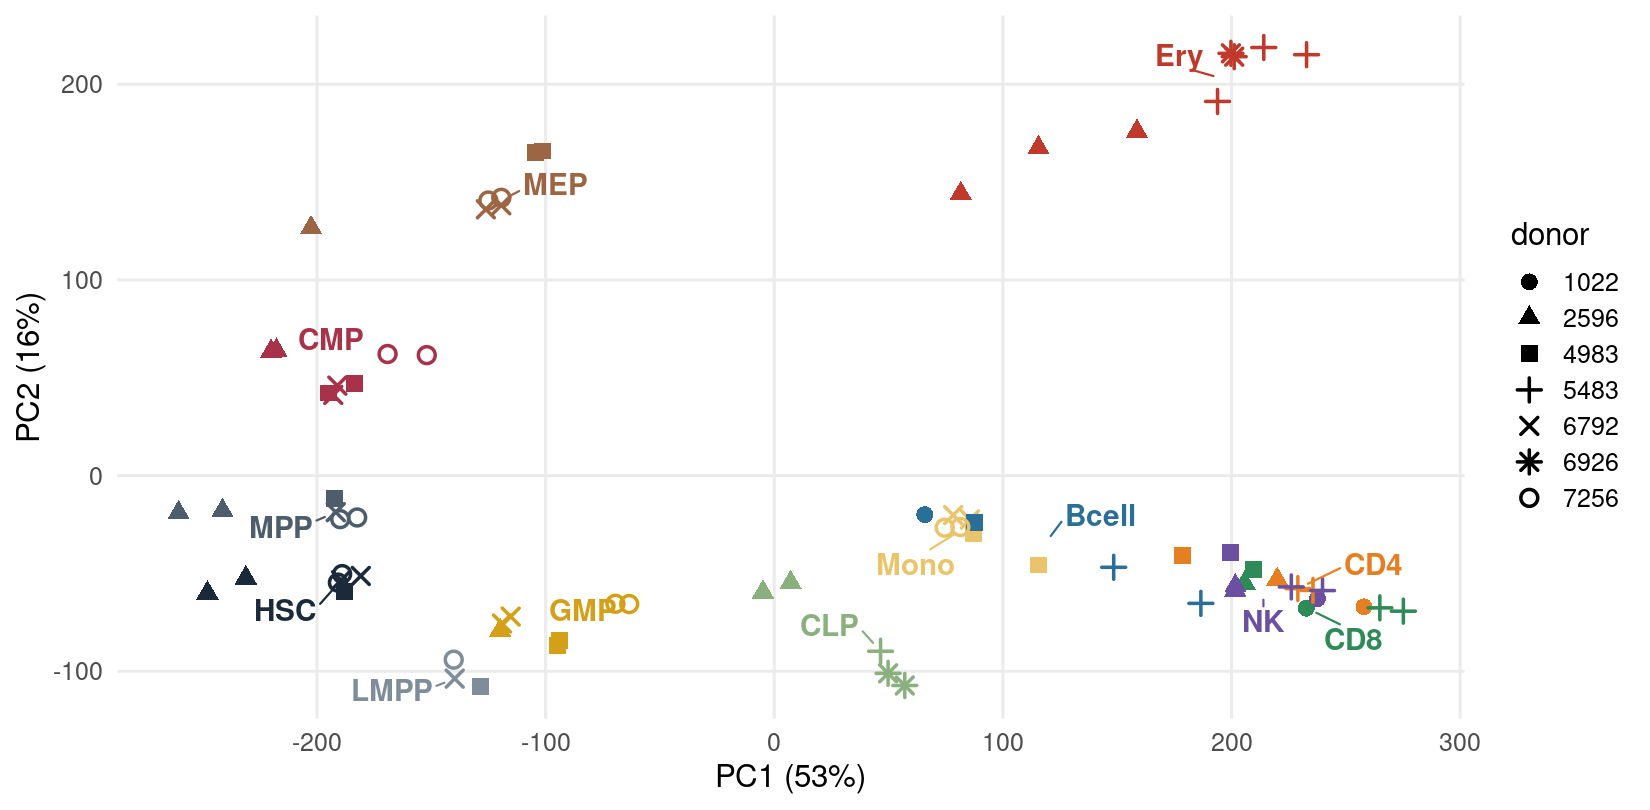 Ery
200
MEP
donor
1022
100
2596
CMP
4983
5483
PC2 (16%)
6792
6926
0
7256
MPP
Bcell
Mono
CD4
HSC
GMP
CLP
NK
CD8
-100
LMPP
-200
-100
0
100
200
300
PC1 (53%)